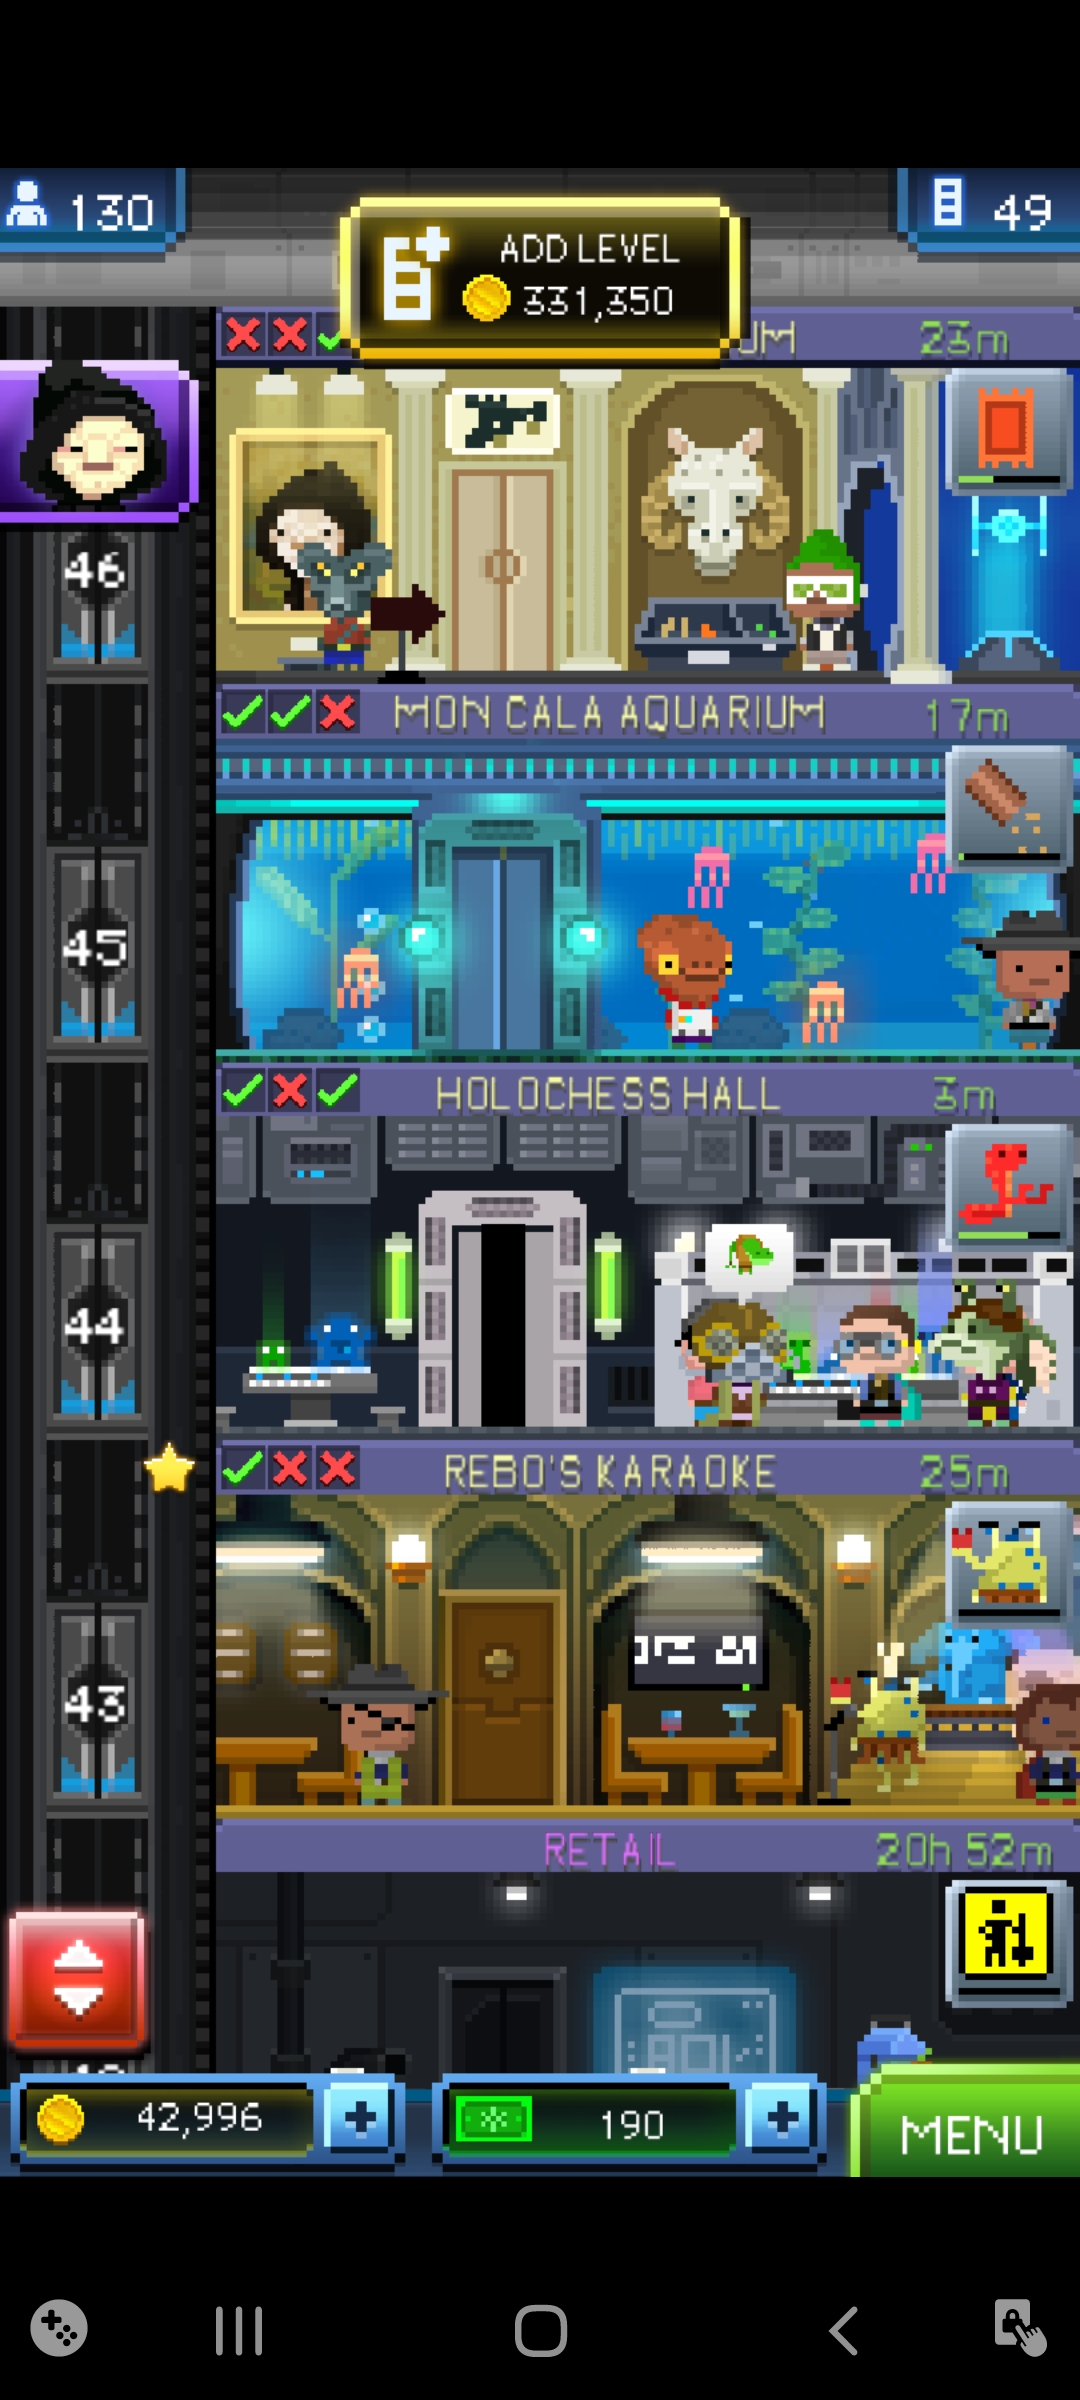 130
49
ADD LEVEL
331,350
UM 23m
46
MON CALA AQUARIUM 17m
45
HOLOCHESS HALL 3m
44
REBO'S KARAOKE 25m
43
RETAIL 20h 52m
42,996
190
MENU